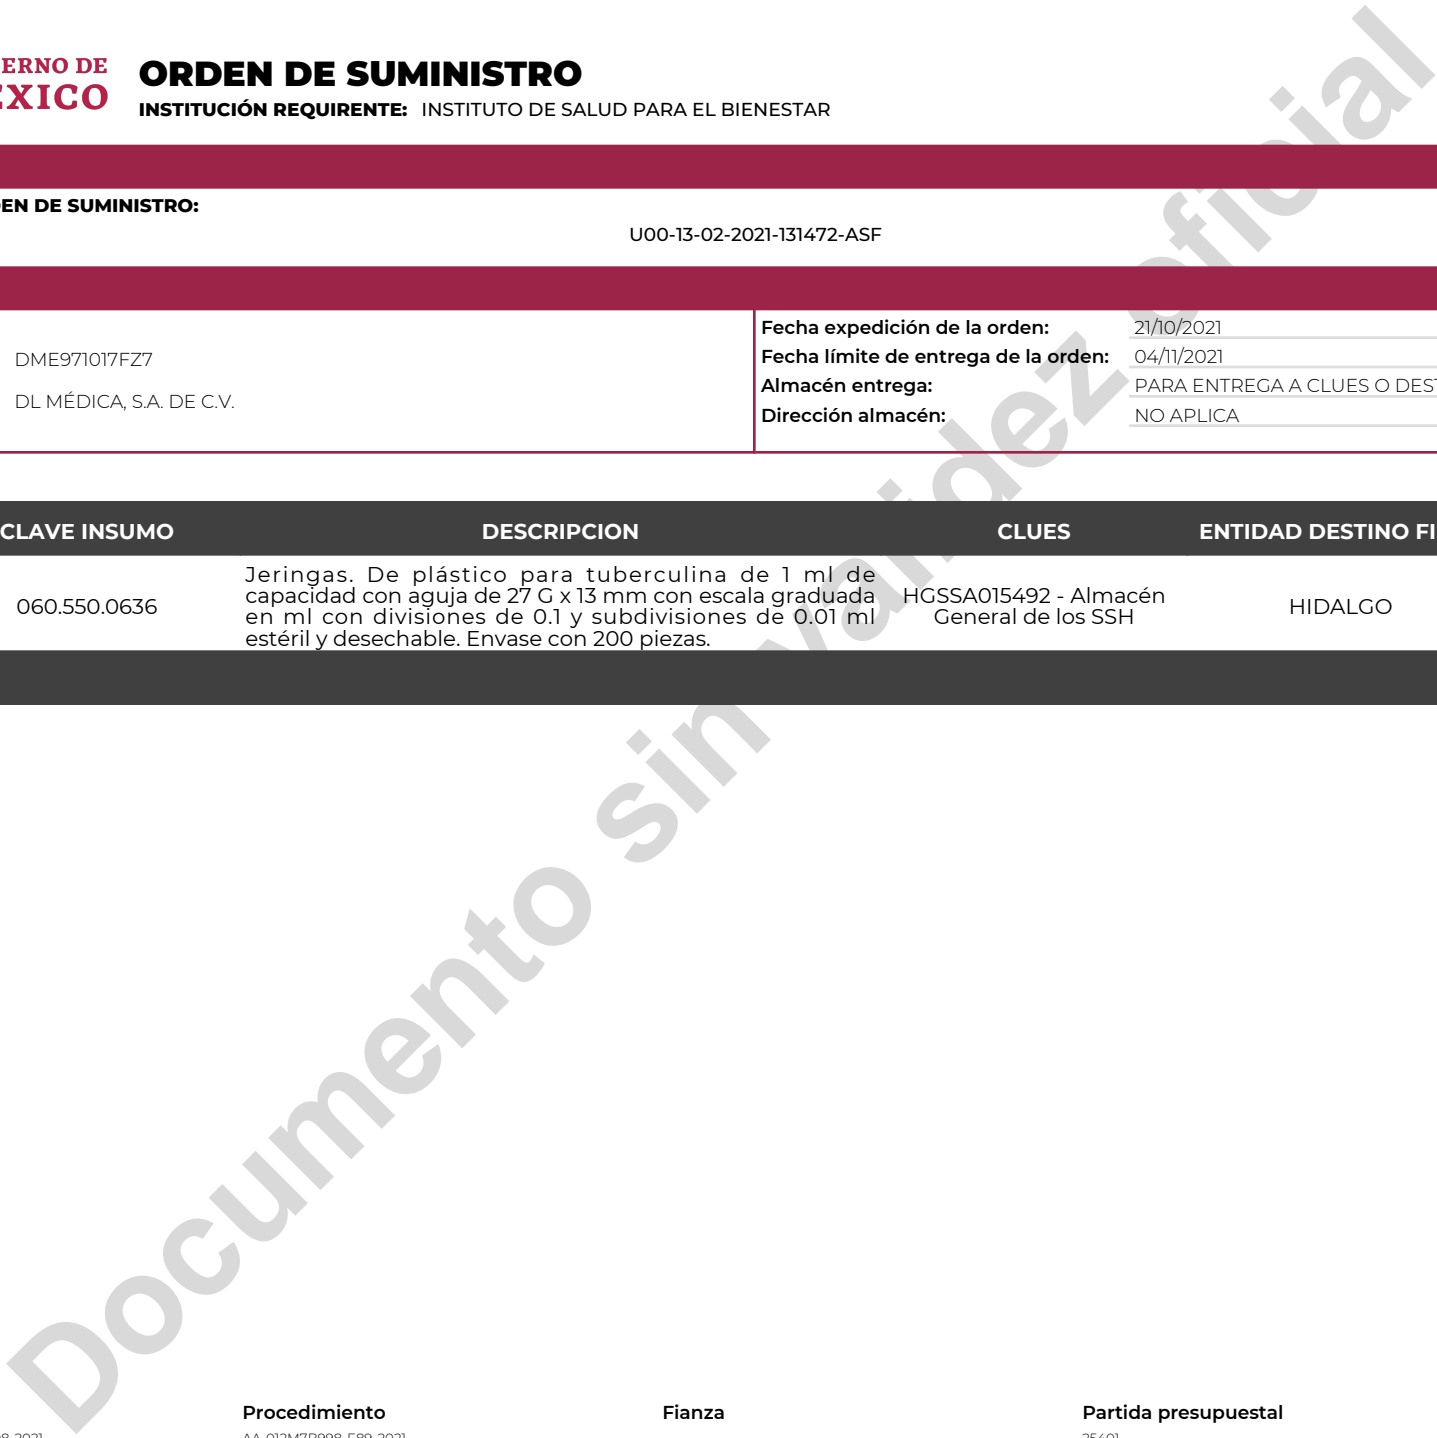 ERNO DE
ÉXICO
ORDEN DE SUMINISTRO
INSTITUCIÓN REQUIRENTE: INSTITUTO DE SALUD PARA EL BIENESTAR
EN DE SUMINISTRO:
U00-13-02-2021-131472-ASF
DME971017FZ7
DL MÉDICA, S.A. DE C.V.
Fecha expedición de la orden: 21/10/2021
Fecha límite de entrega de la orden: 04/11/2021
Almacén entrega: PARA ENTREGA A CLUES O DEST
Dirección almacén: NO APLICA
CLAVE INSUMO DESCRIPCION CLUES ENTIDAD DESTINO FI
060.550.0636
Jeringas. De plástico para tuberculina de 1 ml de
capacidad con aguja de 27 G x 13 mm con escala graduada
en ml con divisiones de 0.1 y subdivisiones de 0.01 ml
estéril y desechable. Envase con 200 piezas.
HGSSA015492 - Almacén
General de los SSH
HIDALGO
Documento sin validez oficial
Procedimiento Fianza Partida presupuestal